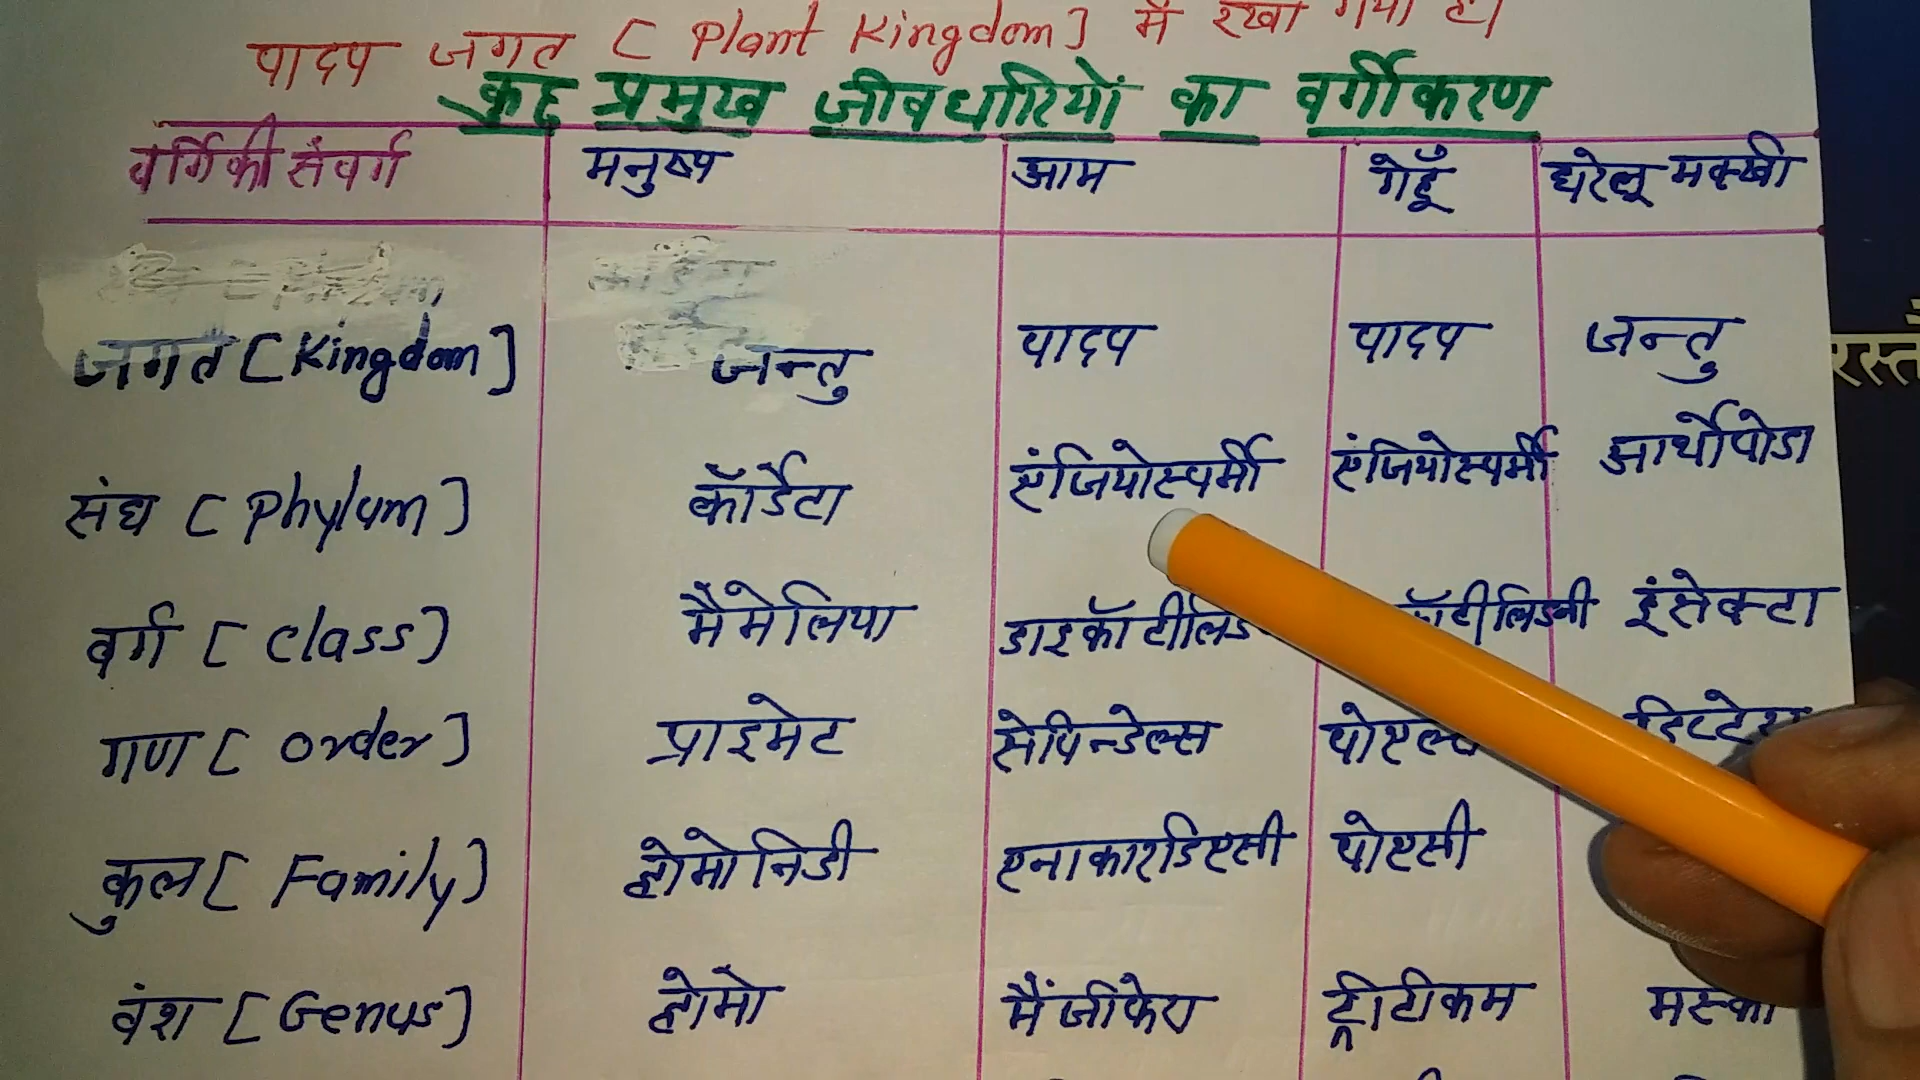 पादप जगत [ Plant Kingdom] में रखा गया है।
कुछ प्रमुख जीवधारियों का वर्गीकरण
वर्गिकी संवर्ग मनुष्य आम गेहूँ घरेलू मक्खी
जगत [Kingdom] जन्तु पादप पादप जन्तु
संघ [Phylum] कॉर्डेटा एंजियोस्पर्मी एंजियोस्पर्मी आर्थोपोडा
वर्ग [Class] मैमेलिया डाइकॉटीलिड कॉटीलिडनी इंसेक्टा
गण [Order] प्राइमेट सेपिन्डेल्स पोएल्स
कुल [Family] होमोनिडी एनाकारडिएसी पोएसी
वंश [Genus] होमो मैंजीफेरा ट्रीटीकम मस्का
रस्त